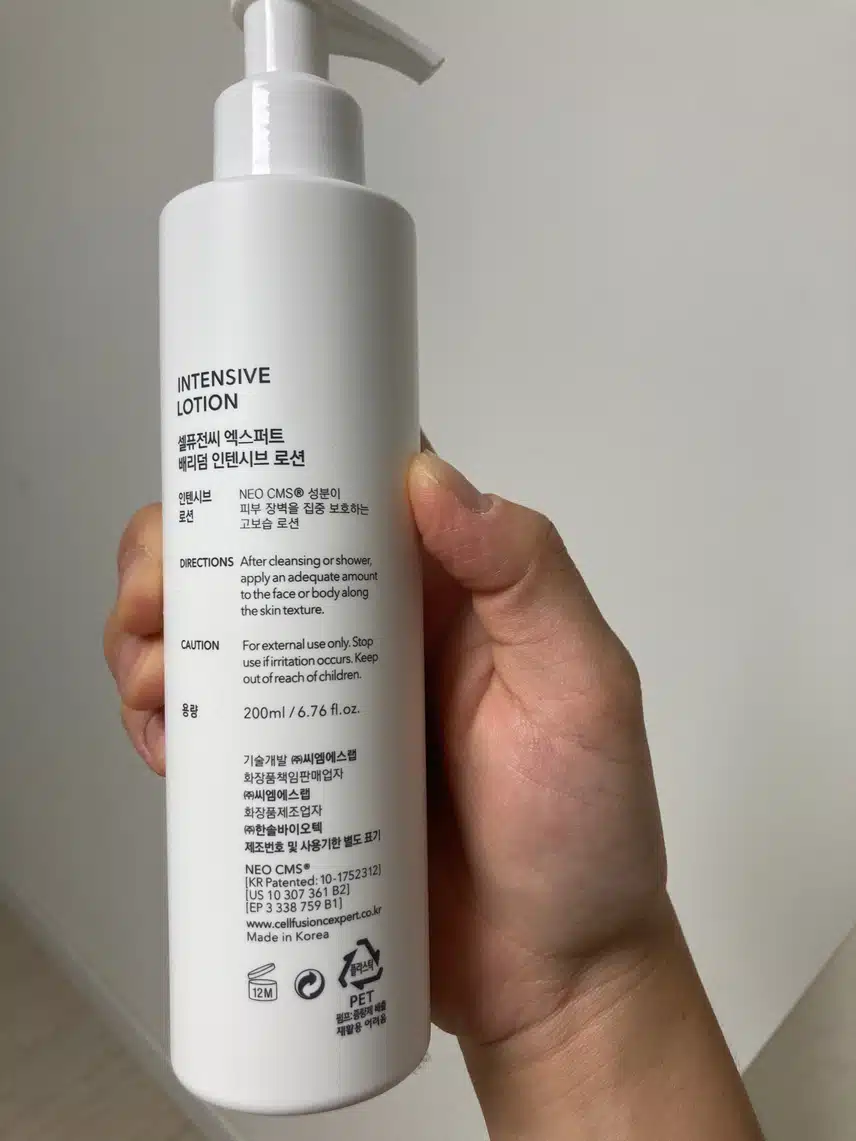 INTENSIVE
LOTION
셀퓨전씨 엑스퍼트
배리덤 인텐시브 로션
인텐시브
로션
NEO CMS® 성분이
피부 장벽을 집중 보호하는
고보습 로션
DIRECTIONS
After cleansing or shower,
apply an adequate amount
to the face or body along
the skin texture.
CAUTION
For external use only. Stop
use if irritation occurs. Keep
out of reach of children.
용량
200ml / 6.76 fl.oz.
기술개발 ㈜씨엠에스랩
화장품책임판매업자
㈜씨엠에스랩
화장품제조업자
㈜한솔바이오텍
제조번호 및 사용기한 별도 표기
NEO CMS®
[KR Patented: 10-1752312]
[US 10 307 361 B2]
[EP 3 338 759 B1]
www.cellfusioncexpert.co.kr
Made in Korea
12M
플라스틱
PET
펌프:종량제 배출
재활용 어려움